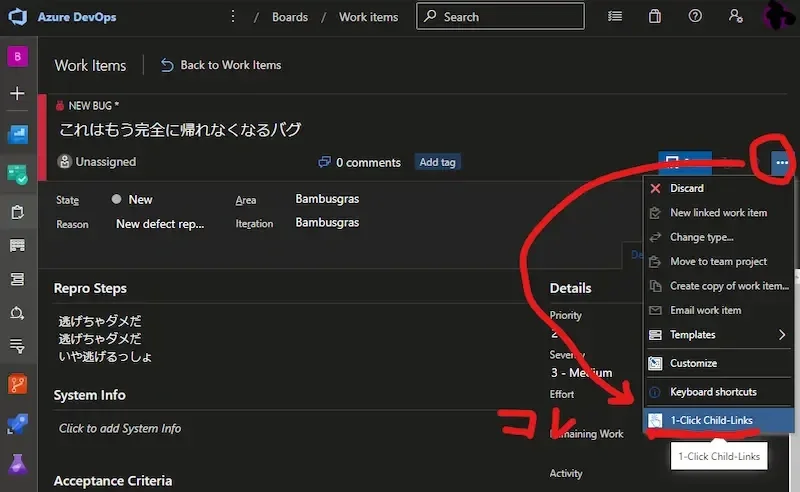 Azure DevOps
/ Boards / Work items
Search
B
Work Items
Back to Work Items
NEW BUG *
これはもう完全に帰れなくなるバグ
Unassigned
0 comments
Add tag
State
New
Area
Bambusgras
Reason
New defect rep...
Iteration
Bambusgras
Discard
New linked work item
Change type...
Move to team project
Create copy of work item...
Email work item
Templates
Customize
Keyboard shortcuts
1-Click Child-Links
1-Click Child-Links
Repro Steps
逃げちゃダメだ
逃げちゃダメだ
いや逃げるっしょ
System Info
Click to add System Info
Acceptance Criteria
Details
Priority
2
Severity
3 - Medium
Effort
コレ
Remaining Work
Activity